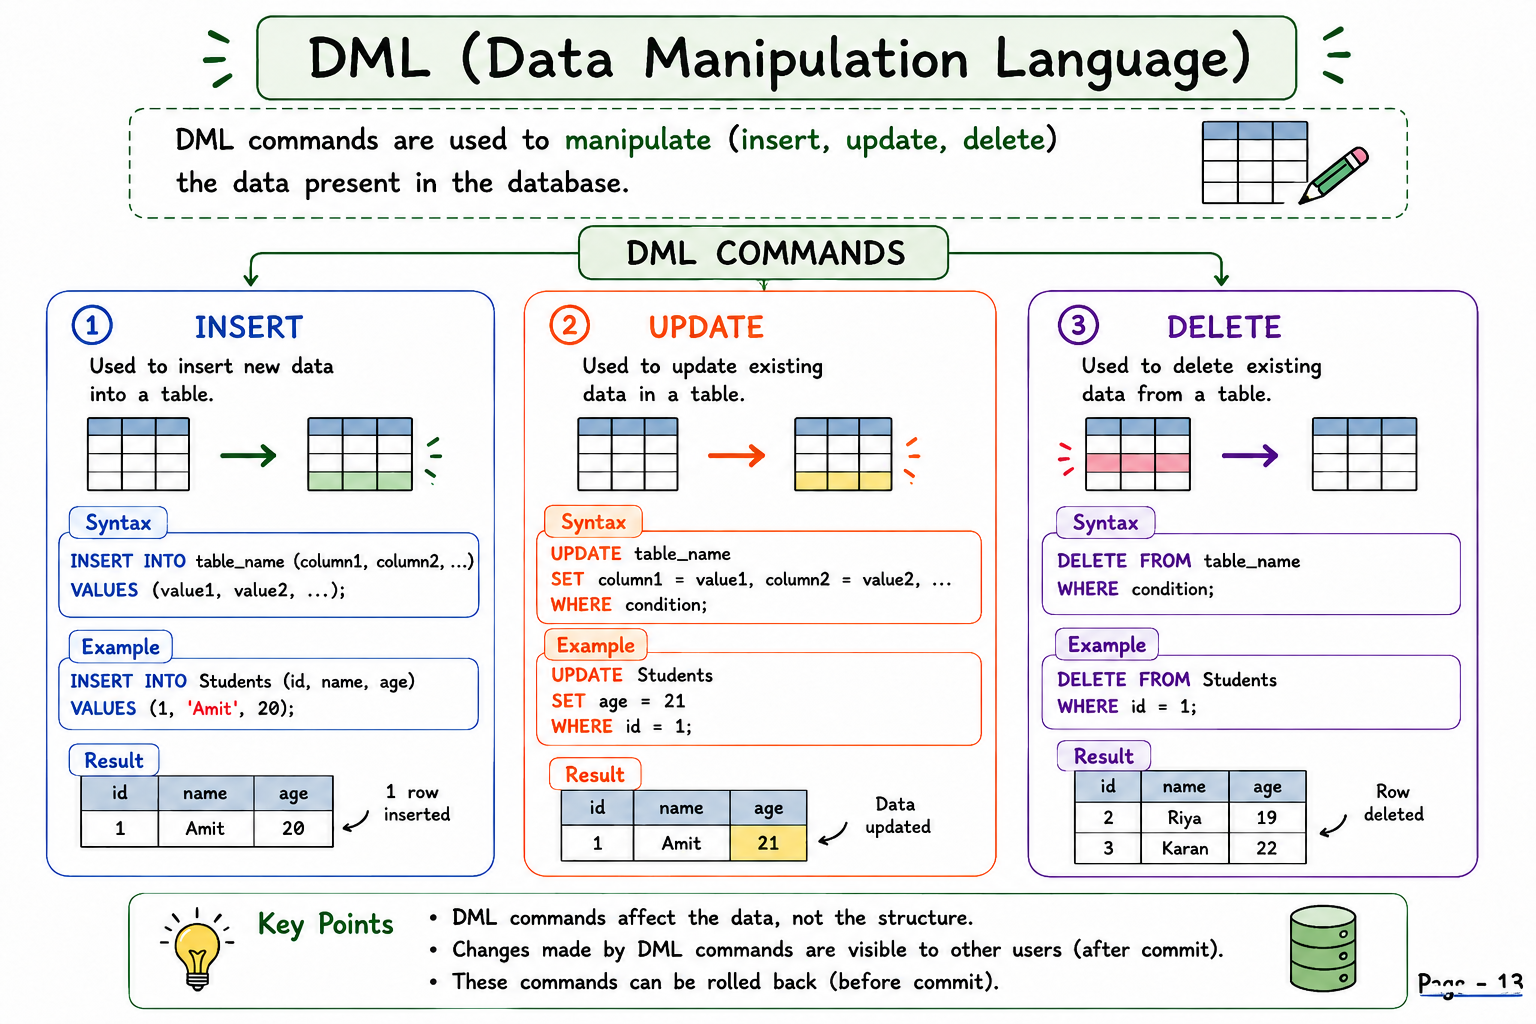 DML (Data Manipulation Language)
DML commands are used to manipulate (insert, update, delete)
the data present in the database.
DML COMMANDS
1 INSERT
Used to insert new data
into a table.
Syntax
INSERT INTO table_name (column1, column2, ...)
VALUES (value1, value2, ...);
Example
INSERT INTO Students (id, name, age)
VALUES (1, 'Amit', 20);
Result
id name age
1 Amit 20
1 row
inserted
2 UPDATE
Used to update existing
data in a table.
Syntax
UPDATE table_name
SET column1 = value1, column2 = value2, ...
WHERE condition;
Example
UPDATE Students
SET age = 21
WHERE id = 1;
Result
id name age
1 Amit 21
Data
updated
3 DELETE
Used to delete existing
data from a table.
Syntax
DELETE FROM table_name
WHERE condition;
Example
DELETE FROM Students
WHERE id = 1;
Result
id name age
2 Riya 19
3 Karan 22
Row
deleted
Key Points
• DML commands affect the data, not the structure.
• Changes made by DML commands are visible to other users (after commit).
• These commands can be rolled back (before commit).
Page - 13